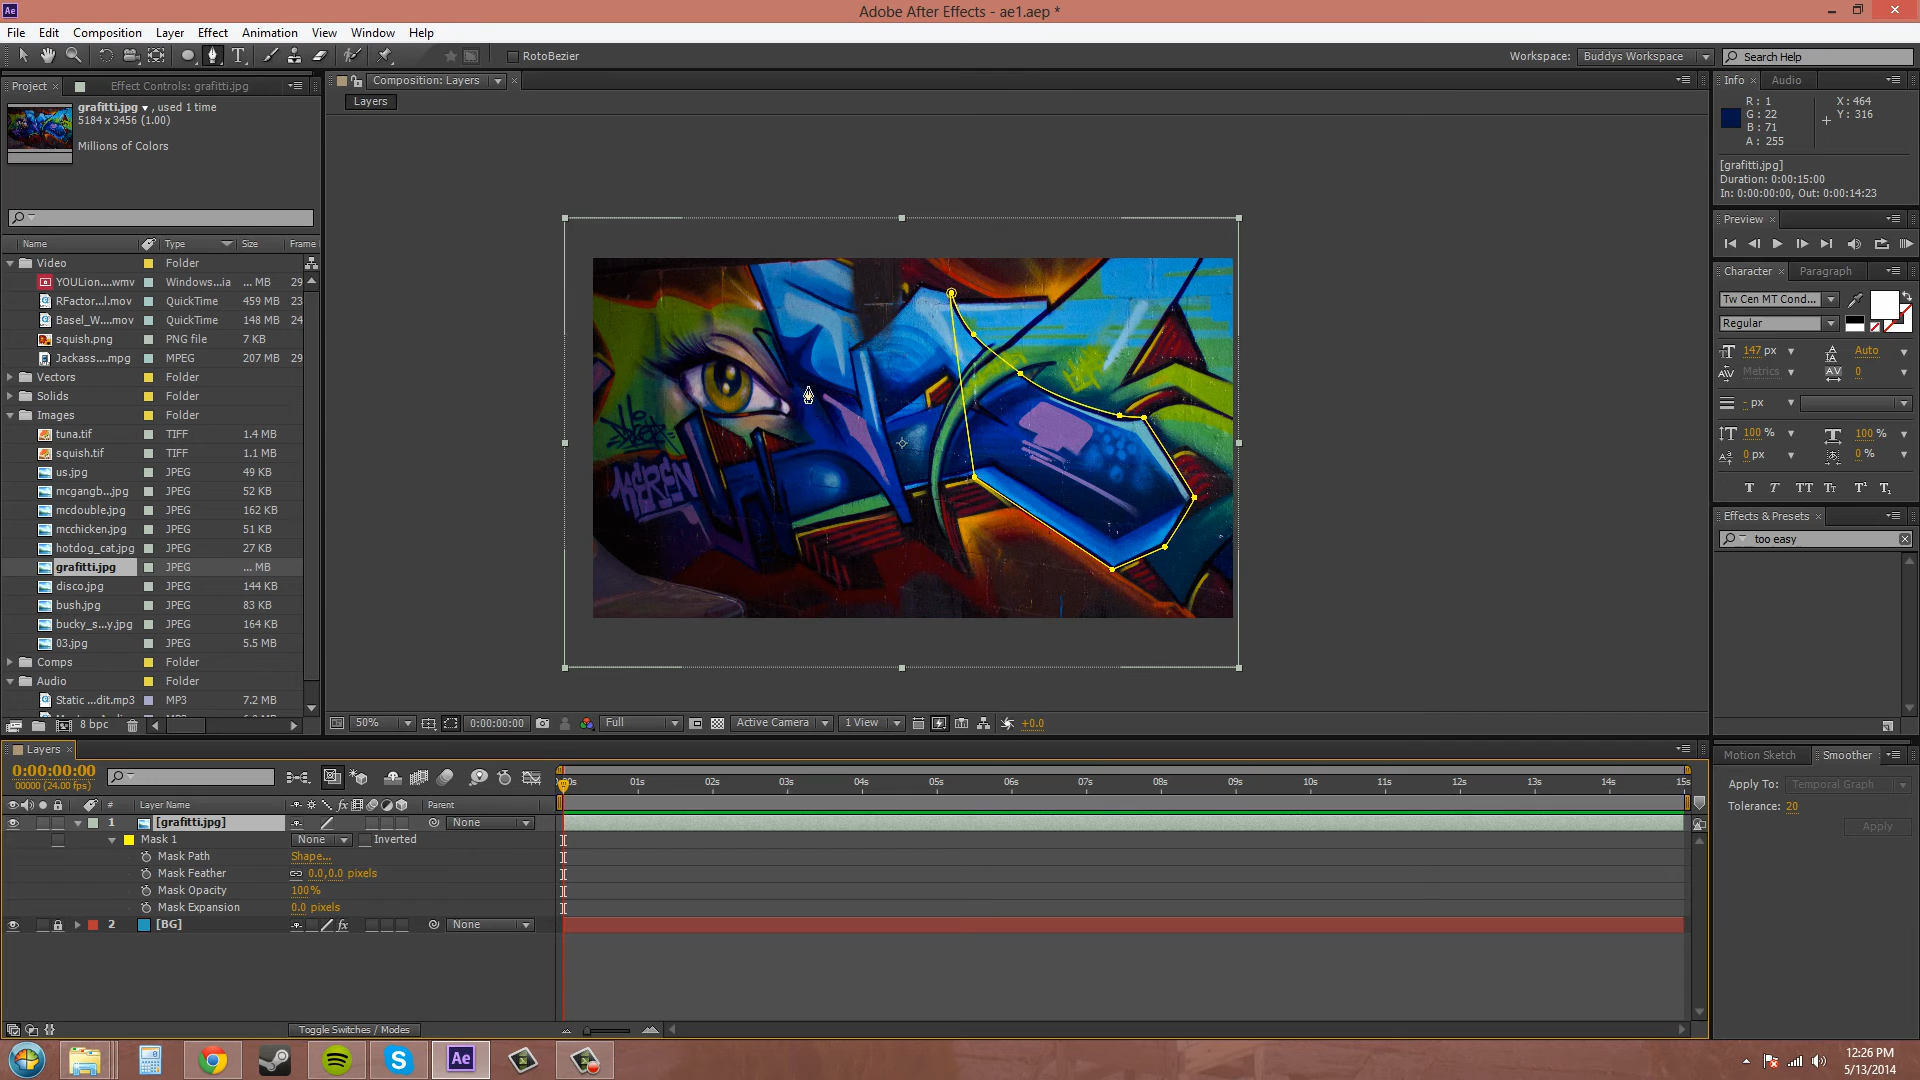 Adobe After Effects - ae1.aep *
File Edit Composition Layer Effect Animation View Window Help
RotoBezier
Workspace: Buddys Workspace
Search Help
Project × Effect Controls: grafitti.jpg
grafitti.jpg , used 1 time
5184 x 3456 (1.00)
Millions of Colors
Name Type Size Frame
Video Folder
YOULion....wmv Windows...ia ... MB 29
RFactor...l.mov QuickTime 459 MB 23
Basel_W....mov QuickTime 148 MB 24
squish.png PNG file 7 KB
Jackass....mpg MPEG 207 MB 29
Vectors Folder
Solids Folder
Images Folder
tuna.tif TIFF 1.4 MB
squish.tif TIFF 1.1 MB
us.jpg JPEG 49 KB
mcgangb...jpg JPEG 52 KB
mcdouble.jpg JPEG 162 KB
mcchicken.jpg JPEG 51 KB
hotdog_cat.jpg JPEG 27 KB
grafitti.jpg JPEG ... MB
disco.jpg JPEG 144 KB
bush.jpg JPEG 83 KB
bucky_s...y.jpg JPEG 164 KB
03.jpg JPEG 5.5 MB
Comps Folder
Audio Folder
Static ...dit.mp3 MP3 7.2 MB
8 bpc
Composition: Layers
Layers
50% 0:00:00:00 Full Active Camera 1 View +0.0
Info × Audio
R : 1 X : 464
G : 22 Y : 316
B : 71
A : 255
[grafitti.jpg]
Duration: 0:00:15:00
In: 0:00:00:00, Out: 0:00:14:23
Preview ×
Character × Paragraph
Tw Cen MT Cond...
Regular
147 px Auto
Metrics 0
- px
100 % 100 %
0 px 0 %
T T TT Tt T¹ T₁
Effects & Presets ×
too easy
Motion Sketch Smoother
Apply To: Temporal Graph
Tolerance: 20
Apply
Layers ×
0:00:00:00
00000 (24.00 fps)
01s 02s 03s 04s 05s 06s 07s 08s 09s 10s 11s 12s 13s 14s 15s
# Layer Name Parent
1 [grafitti.jpg] None
Mask 1 None Inverted
Mask Path Shape...
Mask Feather 0.0,0.0 pixels
Mask Opacity 100%
Mask Expansion 0.0 pixels
2 [BG] None
Toggle Switches / Modes
12:26 PM
5/13/2014